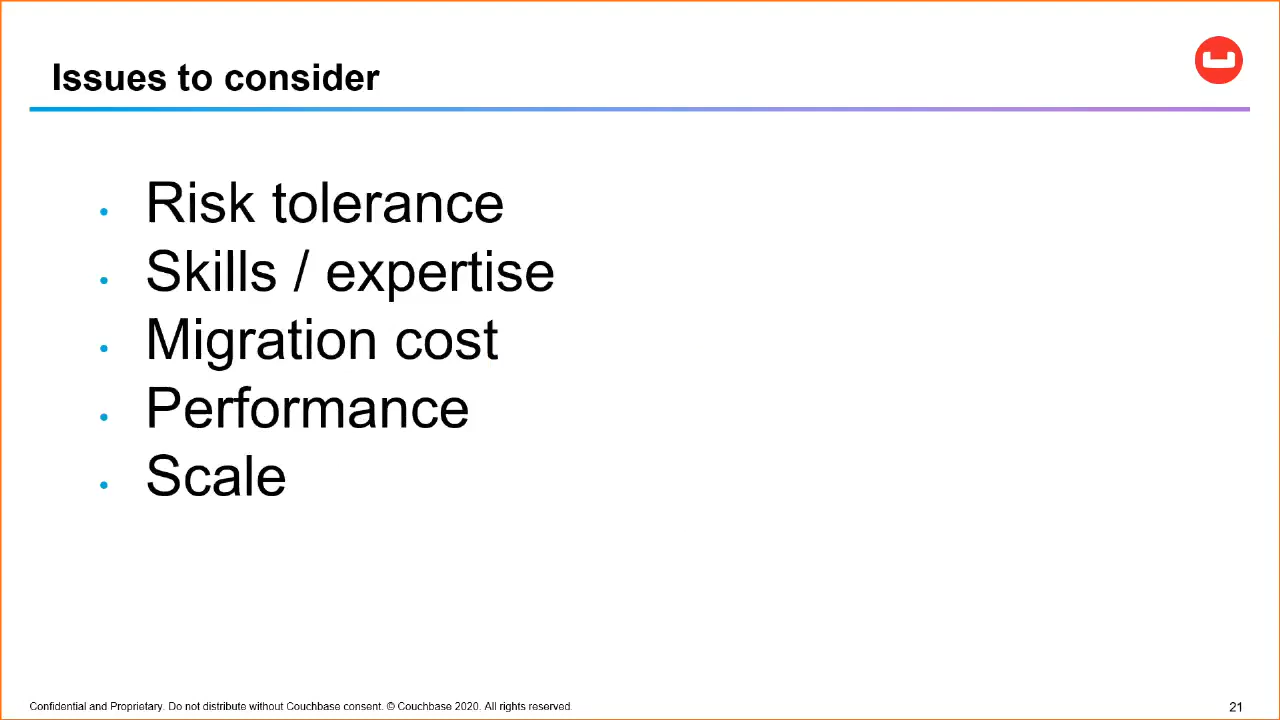 Issues to consider
• Risk tolerance
• Skills / expertise
• Migration cost
• Performance
• Scale
Confidential and Proprietary. Do not distribute without Couchbase consent. © Couchbase 2020. All rights reserved.
21